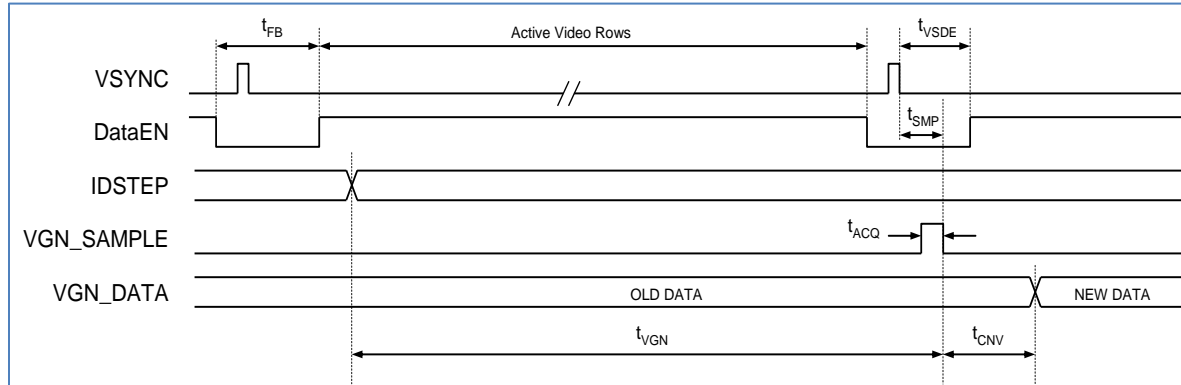 tFB
Active Video Rows
tVSDE
VSYNC
tSMP
DataEN
IDSTEP
VGN_SAMPLE
tACQ
VGN_DATA
OLD DATA
NEW DATA
tVGN
tCNV